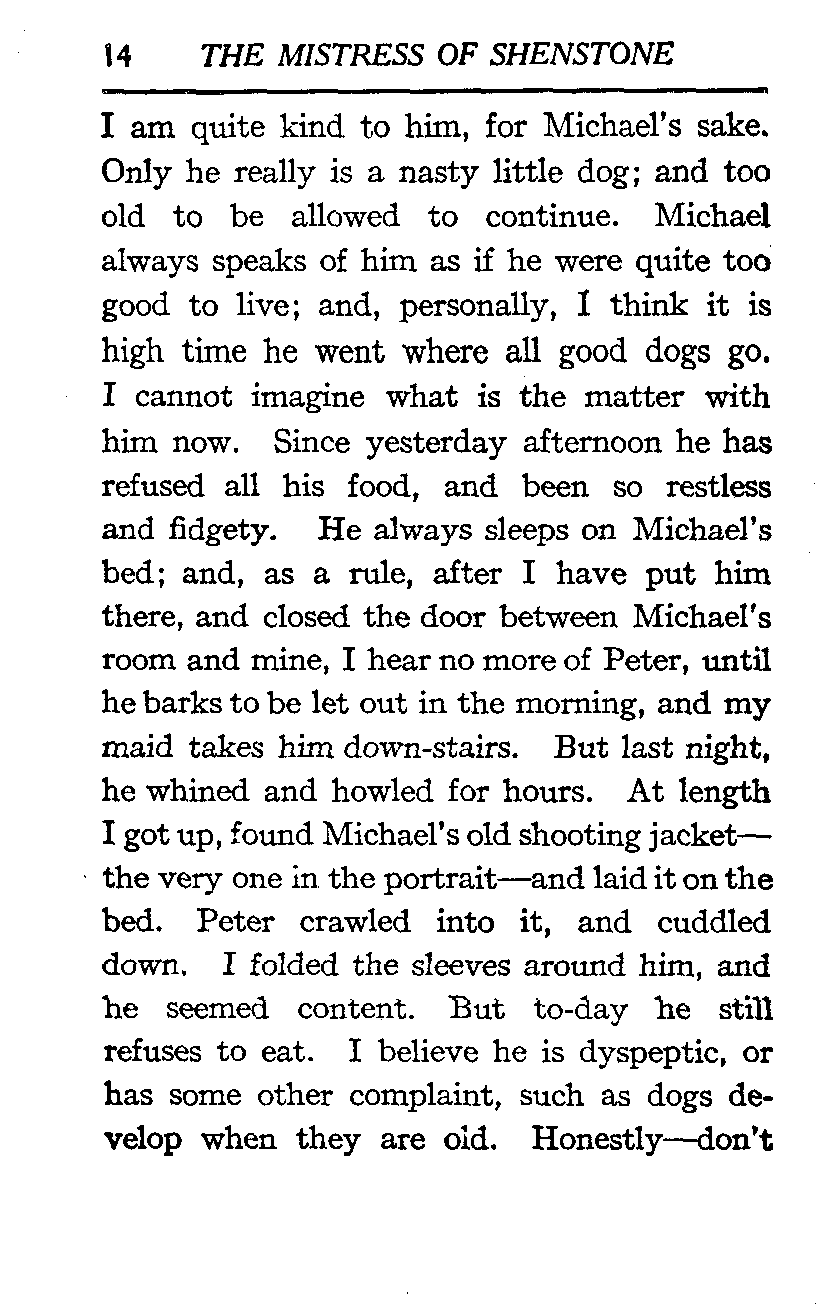 14 THE MISTRESS OF SHENSTONE
I am quite kind to him, for Michael's sake.
Only he really is a nasty little dog; and too
old to be allowed to continue. Michael
always speaks of him as if he were quite too
good to live; and, personally, I think it is
high time he went where all good dogs go.
I cannot imagine what is the matter with
him now. Since yesterday afternoon he has
refused all his food, and been so restless
and fidgety. He always sleeps on Michael's
bed; and, as a rule, after I have put him
there, and closed the door between Michael's
room and mine, I hear no more of Peter, until
he barks to be let out in the morning, and my
maid takes him down-stairs. But last night,
he whined and howled for hours. At length
I got up, found Michael's old shooting jacket—
the very one in the portrait—and laid it on the
bed. Peter crawled into it, and cuddled
down. I folded the sleeves around him, and
he seemed content. But to-day he still
refuses to eat. I believe he is dyspeptic, or
has some other complaint, such as dogs de-
velop when they are old. Honestly—don't